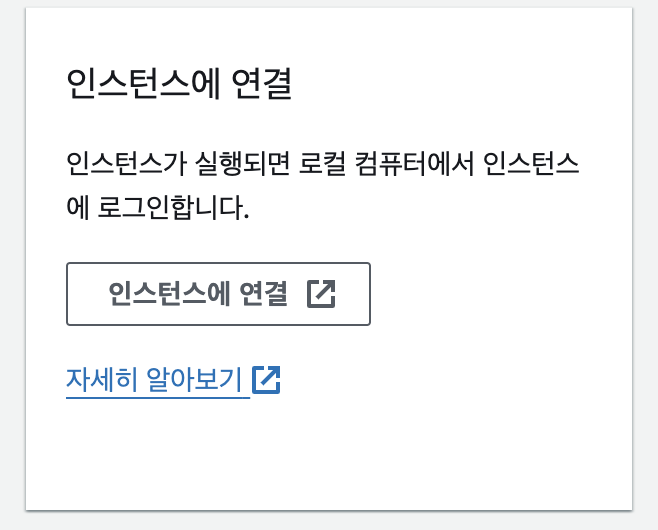 인스턴스에 연결
인스턴스가 실행되면 로컬 컴퓨터에서 인스턴스
에 로그인합니다.
인스턴스에 연결
자세히 알아보기